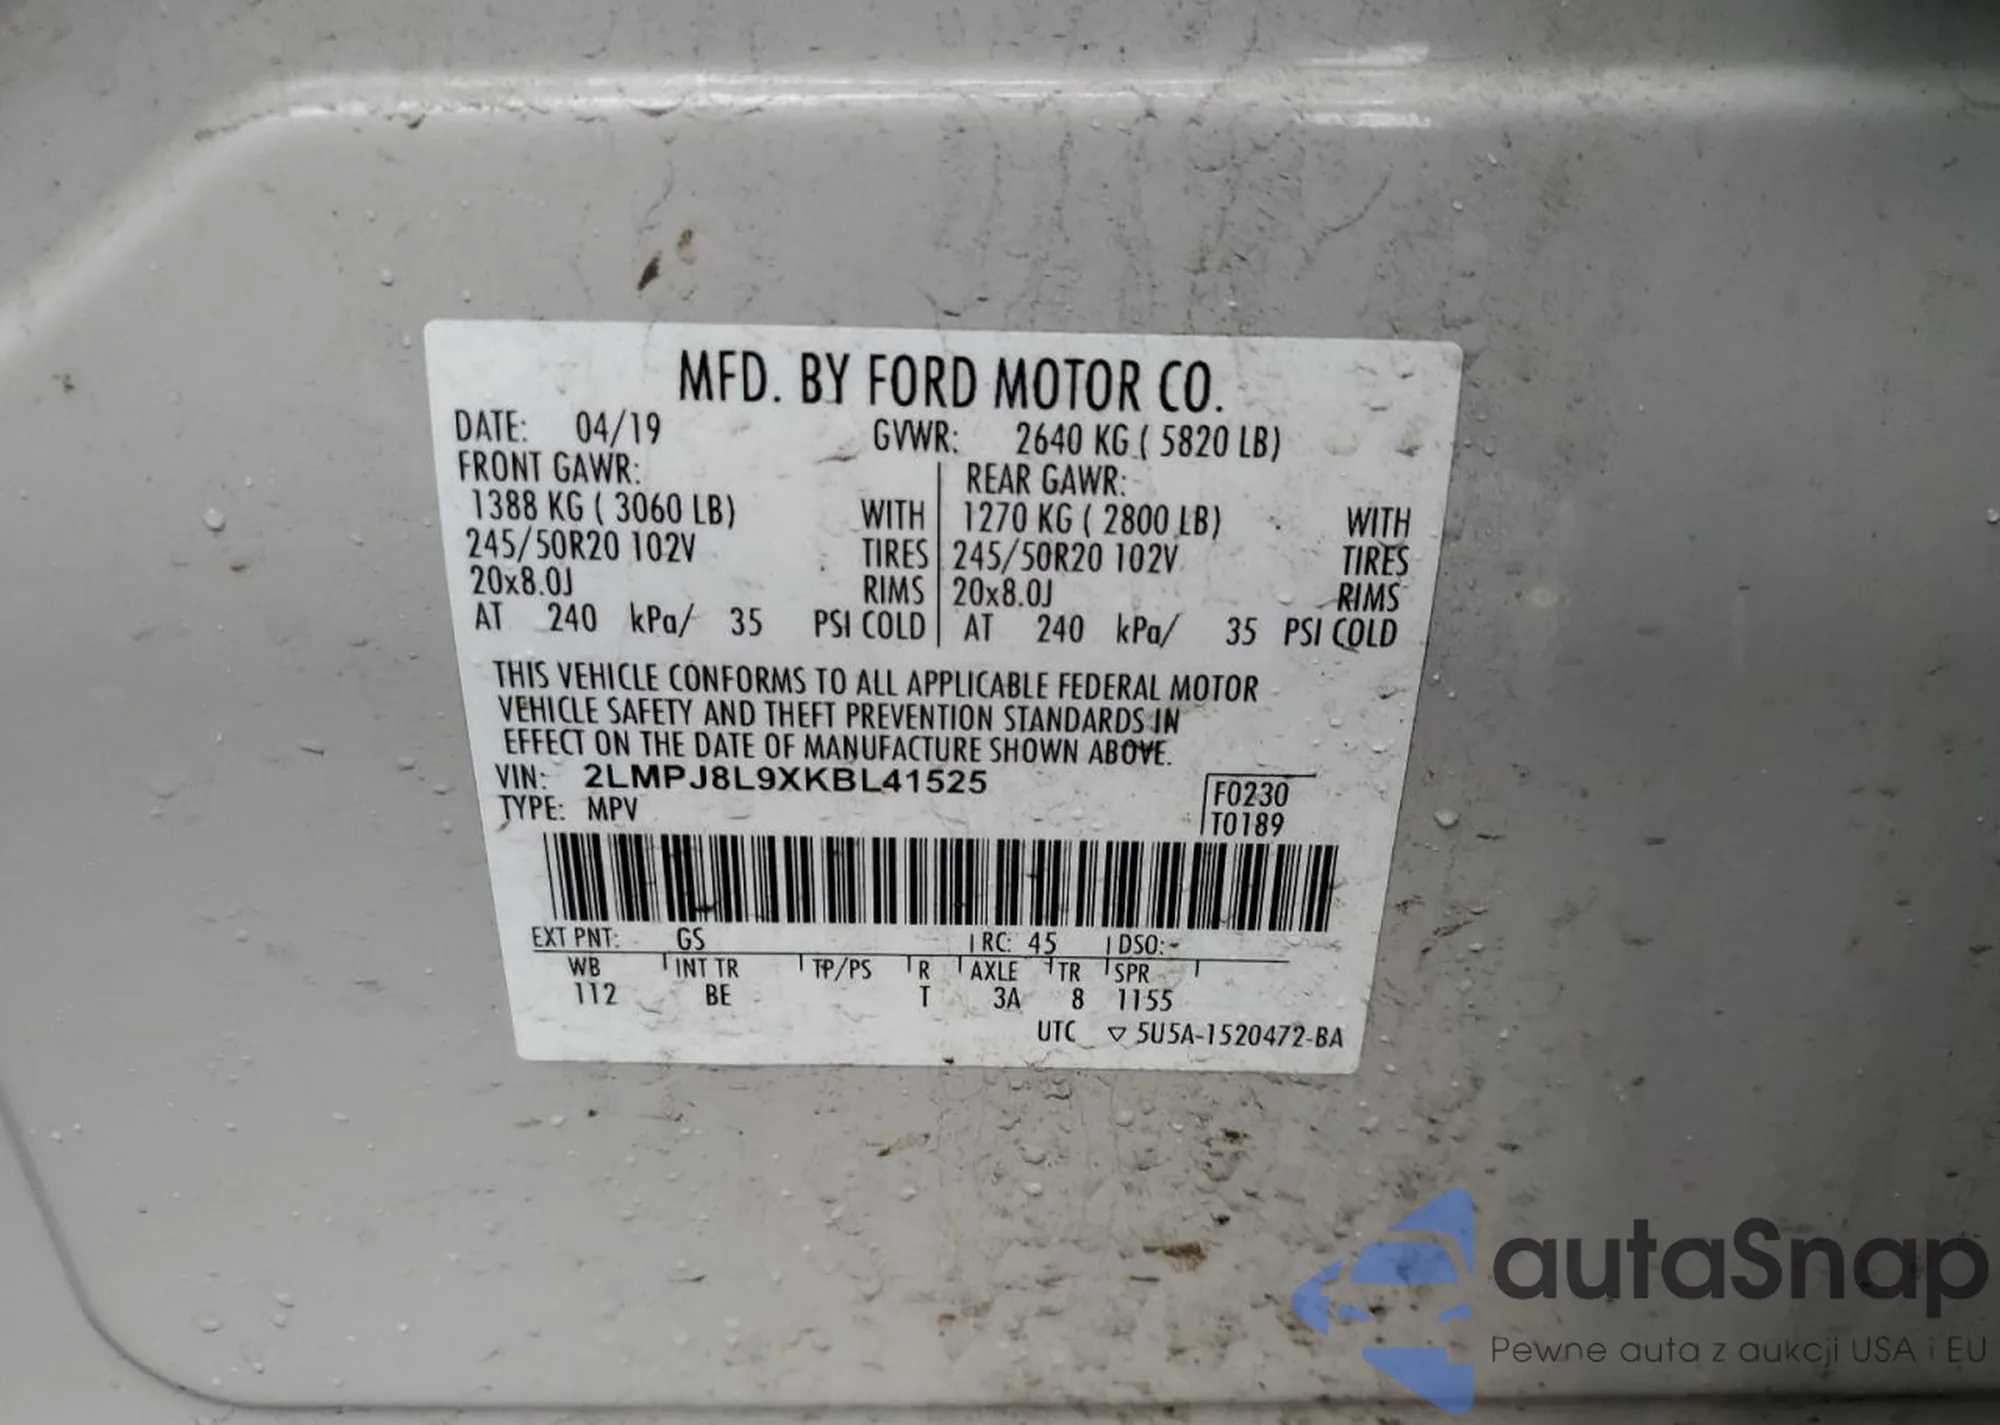 MFD. BY FORD MOTOR CO.
DATE: 04/19 GVWR: 2640 KG ( 5820 LB)
FRONT GAWR: REAR GAWR:
1388 KG ( 3060 LB) WITH 1270 KG ( 2800 LB) WITH
245/50R20 102V TIRES 245/50R20 102V TIRES
20x8.0J RIMS 20x8.0J RIMS
AT 240 kPa/ 35 PSI COLD AT 240 kPa/ 35 PSI COLD
THIS VEHICLE CONFORMS TO ALL APPLICABLE FEDERAL MOTOR
VEHICLE SAFETY AND THEFT PREVENTION STANDARDS IN
EFFECT ON THE DATE OF MANUFACTURE SHOWN ABOVE.
VIN: 2LMPJ8L9XKBL41525
TYPE: MPV
F0230
T0189
EXT PNT: GS RC: 45 DSO:
WB INT TR TP/PS R AXLE TR SPR
112 BE T 3A 8 1155
UTC ▽ 5U5A-1520472-BA
autaSnap
Pewne auta z aukcji USA i EU